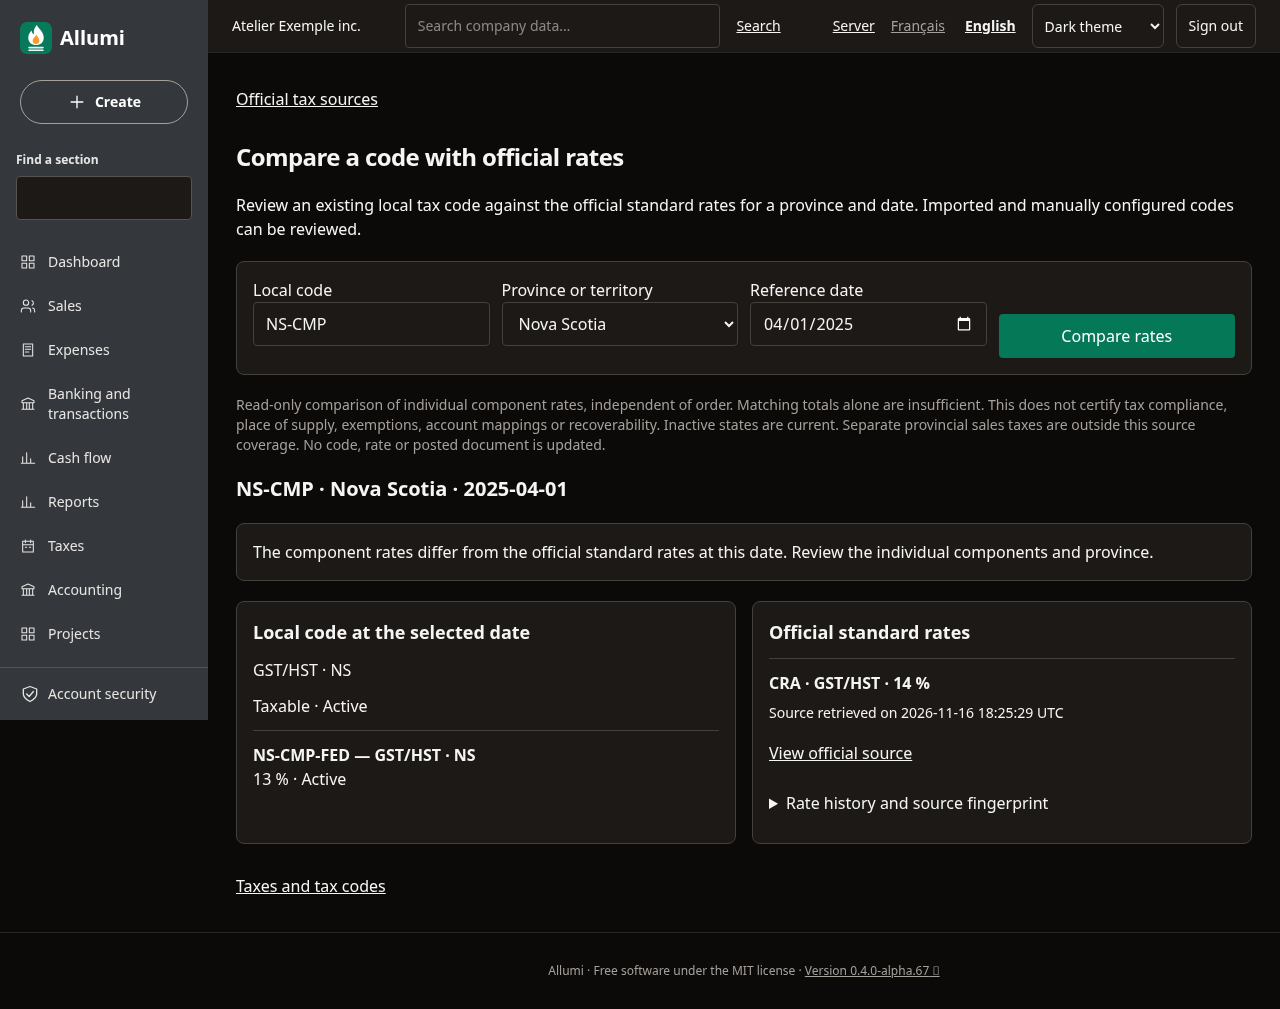 Allumi
Create
Find a section
Dashboard
Sales
Expenses
Banking and
transactions
Cash flow
Reports
Taxes
Accounting
Projects
Account security
Atelier Exemple inc.
Search company data…
Search
Server
Français
English
Dark theme
Sign out
Official tax sources
Compare a code with official rates
Review an existing local tax code against the official standard rates for a province and date. Imported and manually configured codes
can be reviewed.
Local code
Province or territory
Reference date
NS-CMP
Nova Scotia
04/01/2025
Compare rates
Read-only comparison of individual component rates, independent of order. Matching totals alone are insufficient. This does not certify tax compliance,
place of supply, exemptions, account mappings or recoverability. Inactive states are current. Separate provincial sales taxes are outside this source
coverage. No code, rate or posted document is updated.
NS-CMP · Nova Scotia · 2025-04-01
The component rates differ from the official standard rates at this date. Review the individual components and province.
Local code at the selected date
GST/HST · NS
Taxable · Active
NS-CMP-FED — GST/HST · NS
13 % · Active
Official standard rates
CRA · GST/HST · 14 %
Source retrieved on 2026-11-16 18:25:29 UTC
View official source
Rate history and source fingerprint
Taxes and tax codes
Allumi · Free software under the MIT license · Version 0.4.0-alpha.67